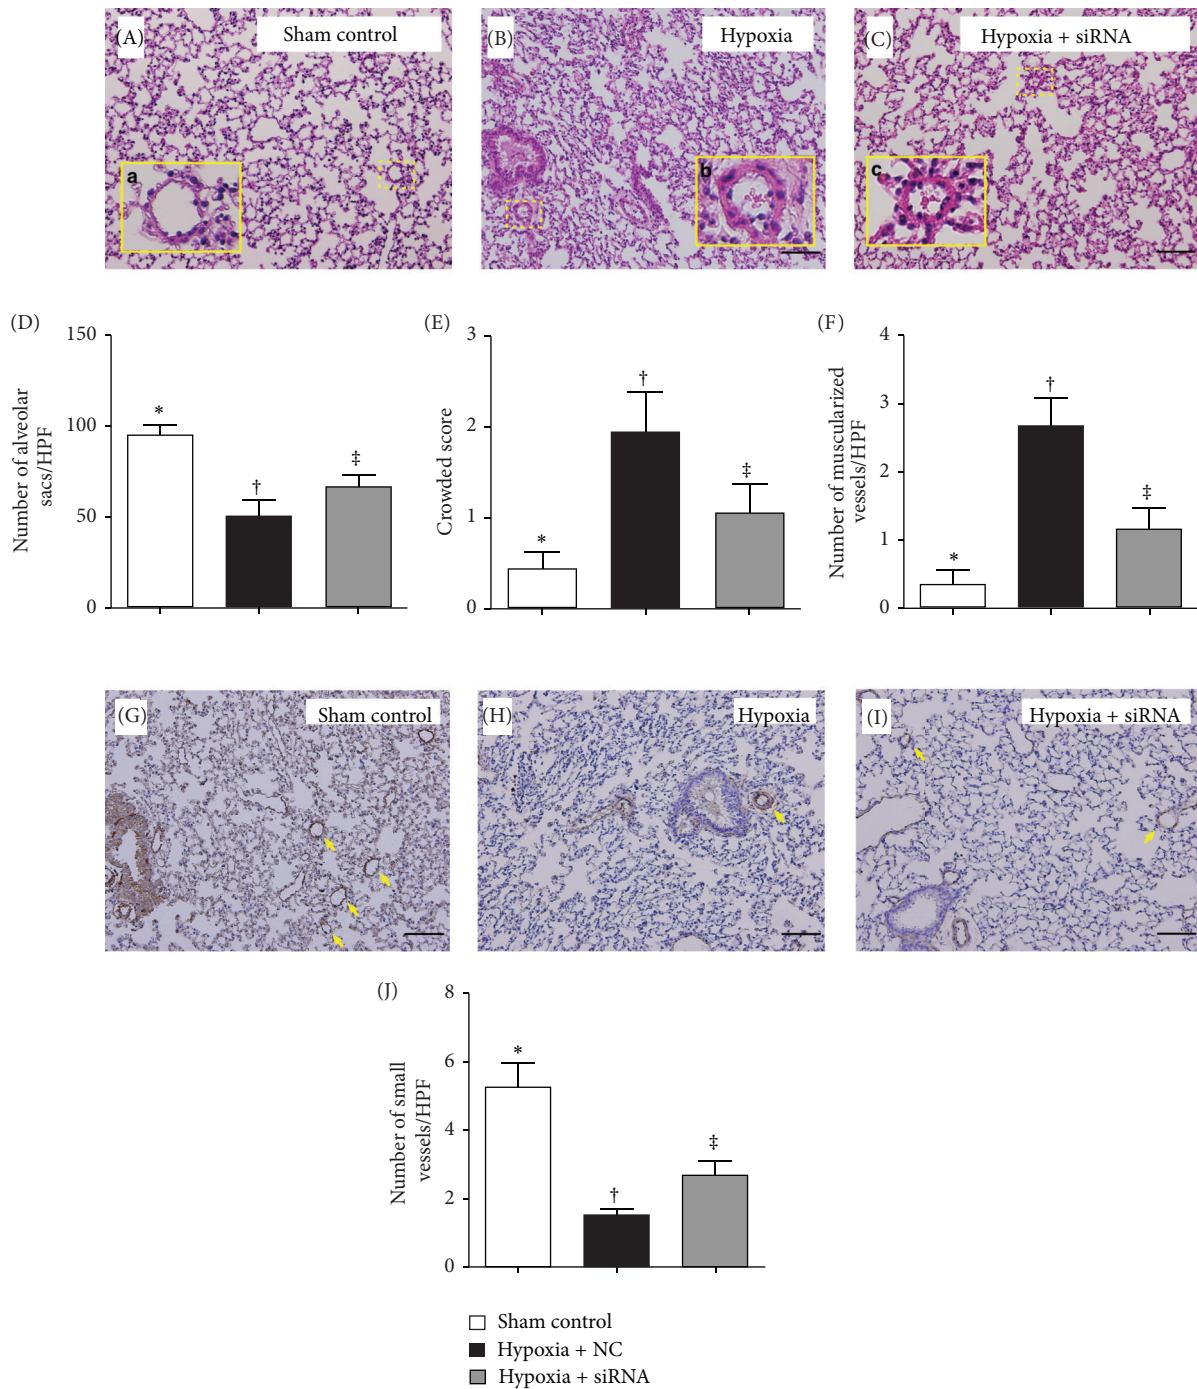 (A) Sham control
(B) Hypoxia
(C) Hypoxia + siRNA
a
b
c
(D)
Number of alveolar
sacs/HPF
150
100
50
0
*
†
‡
(E)
Crowded score
3
2
1
0
*
†
‡
(F)
Number of muscularized
vessels/HPF
4
3
2
1
0
*
†
‡
(G) Sham control
(H) Hypoxia
(I) Hypoxia + siRNA
(J)
Number of small
vessels/HPF
8
6
4
2
0
*
†
‡
Sham control
Hypoxia + NC
Hypoxia + siRNA